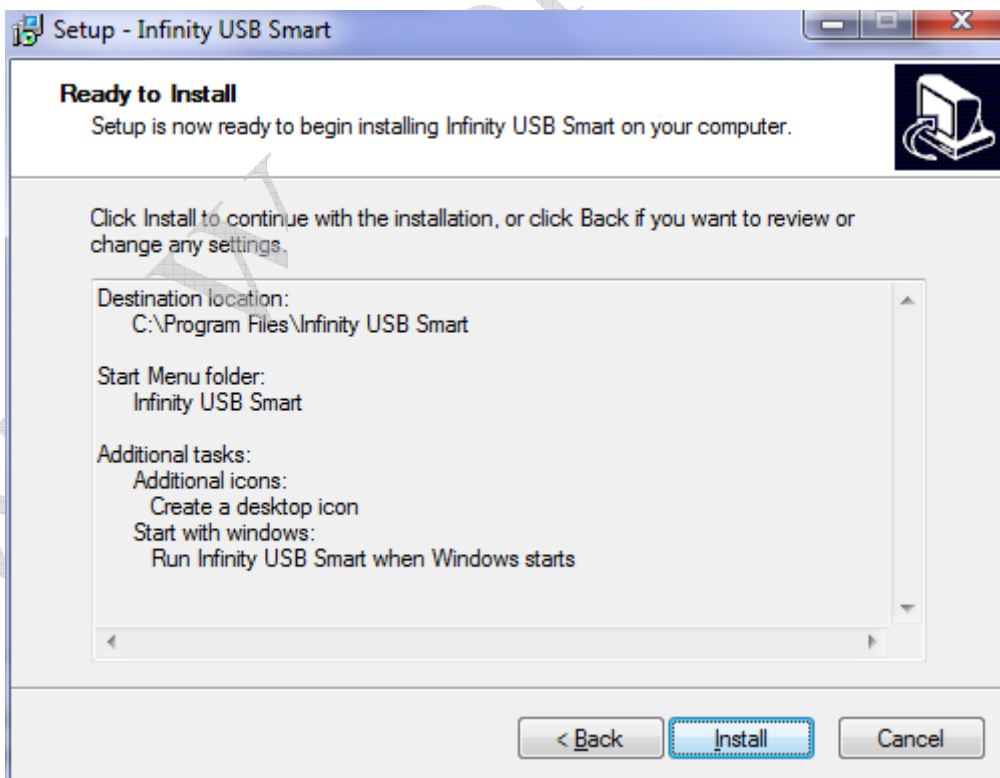 Setup - Infinity USB Smart
Ready to Install
Setup is now ready to begin installing Infinity USB Smart on your computer.
Click Install to continue with the installation, or click Back if you want to review or
change any settings.
Destination location:
C:\Program Files\Infinity USB Smart
Start Menu folder:
Infinity USB Smart
Additional tasks:
Additional icons:
Create a desktop icon
Start with windows:
Run Infinity USB Smart when Windows starts
< Back
Install
Cancel